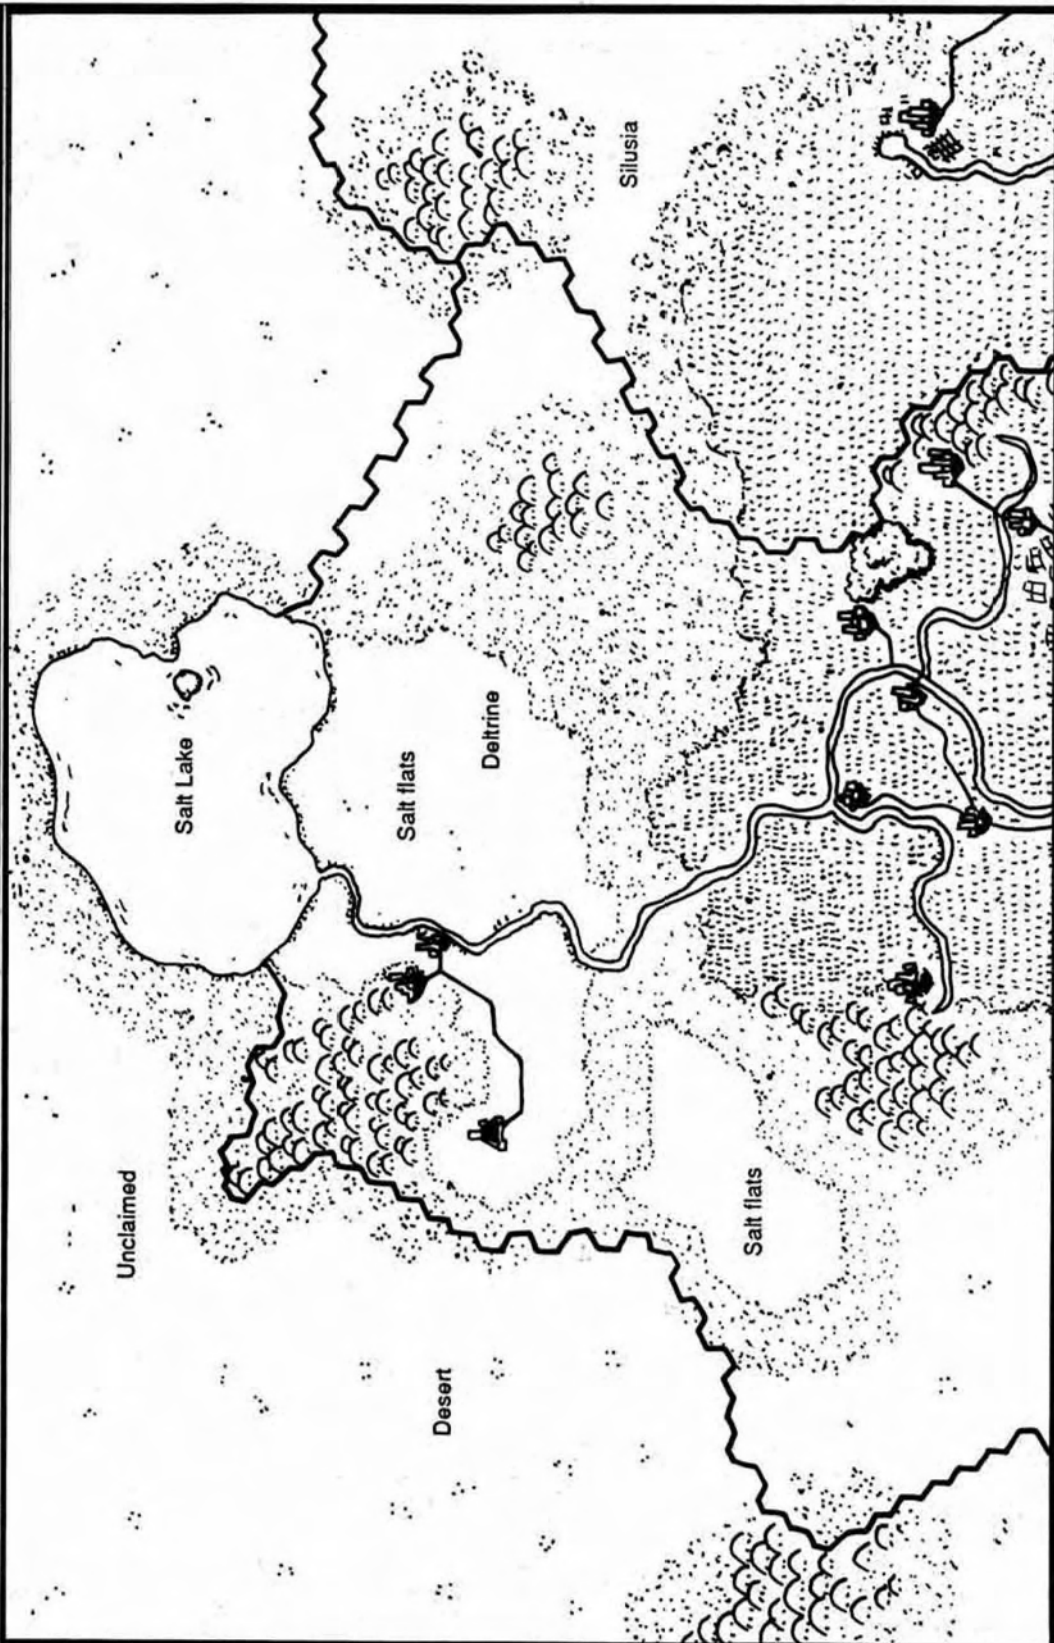 Unclaimed
Salt Lake
Salt flats
Desert
Deltrine
Silusia
Salt flats